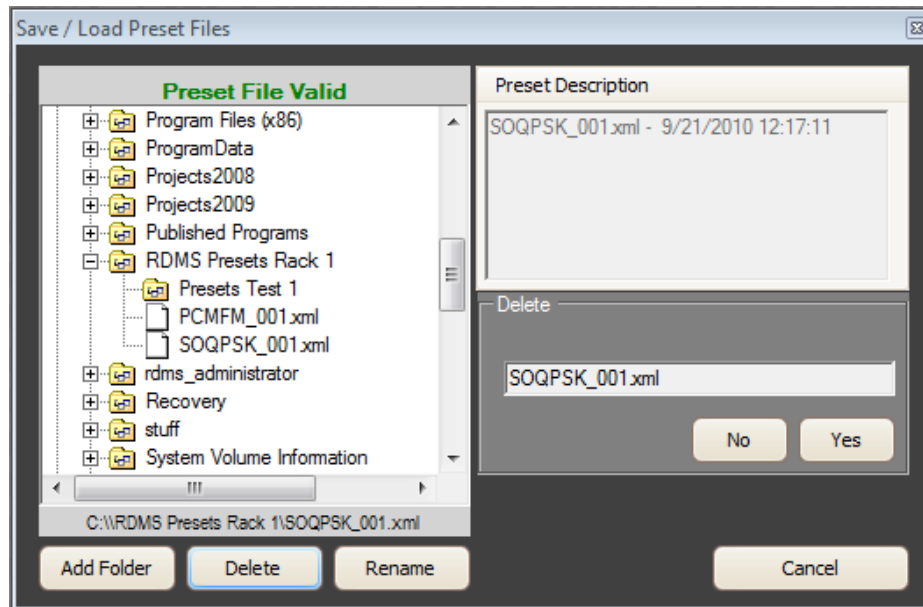 Save / Load Preset Files
Preset File Valid
Program Files (x86)
ProgramData
Projects2008
Projects2009
Published Programs
RDMS Presets Rack 1
Presets Test 1
PCMFM_001.xml
SOQPSK_001.xml
rdms_administrator
Recovery
stuff
System Volume Information
C:\\RDMS Presets Rack 1\SOQPSK_001.xml
Add Folder
Delete
Rename
Preset Description
SOQPSK_001.xml - 9/21/2010 12:17:11
Delete
SOQPSK_001.xml
No
Yes
Cancel